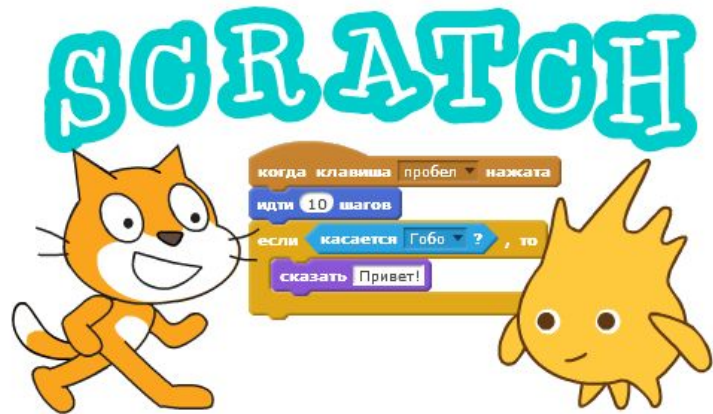 SCRATCH
когда клавиша пробел нажата
идти 10 шагов
если касается Гобо ? , то
сказать Привет!